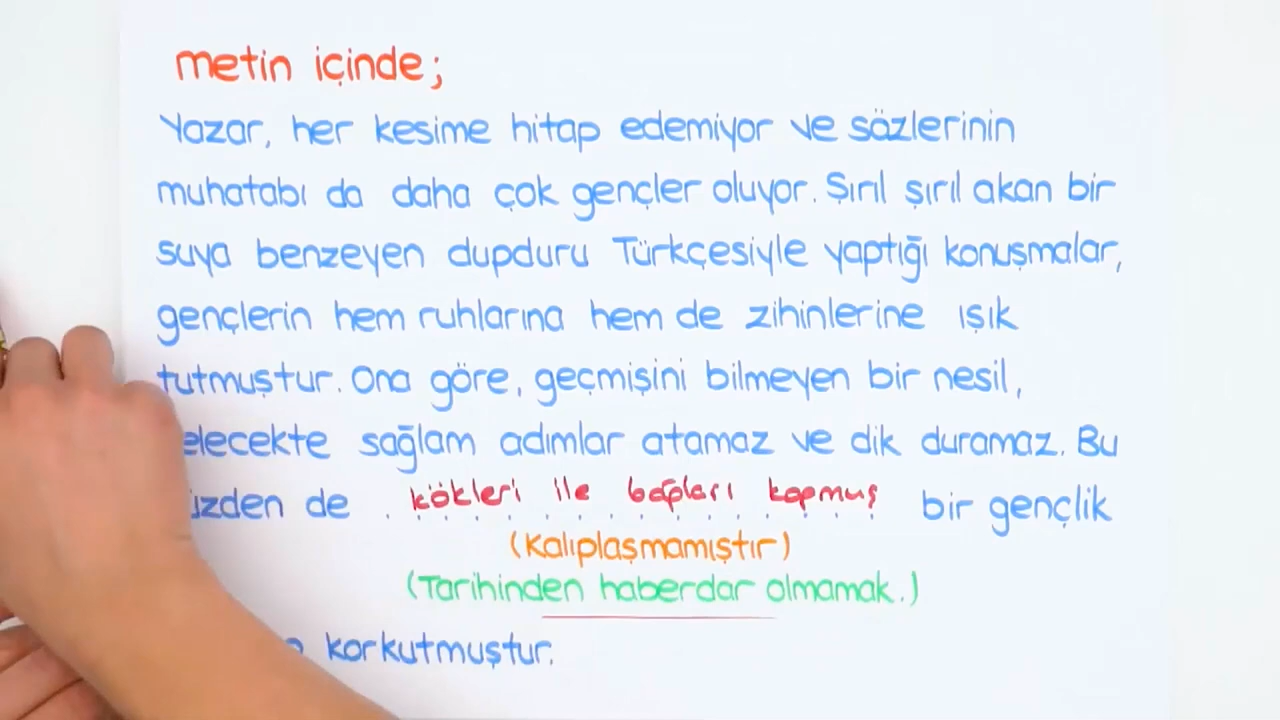 metin içinde;
Yazar, her kesime hitap edemiyor ve sözlerinin
muhatabı da daha çok gençler oluyor. Şırıl şırıl akan bir
suya benzeyen dupduru Türkçesiyle yaptığı konuşmalar,
gençlerin hem ruhlarına hem de zihinlerine ışık
tutmuştur. Ona göre, geçmişini bilmeyen bir nesil,
elecekte sağlam adımlar atamaz ve dik duramaz. Bu
üzden de kökleri ile bağları kopmuş bir gençlik
(Kalıplaşmamıştır)
(Tarihinden haberdar olmamak.)
korkutmuştur.